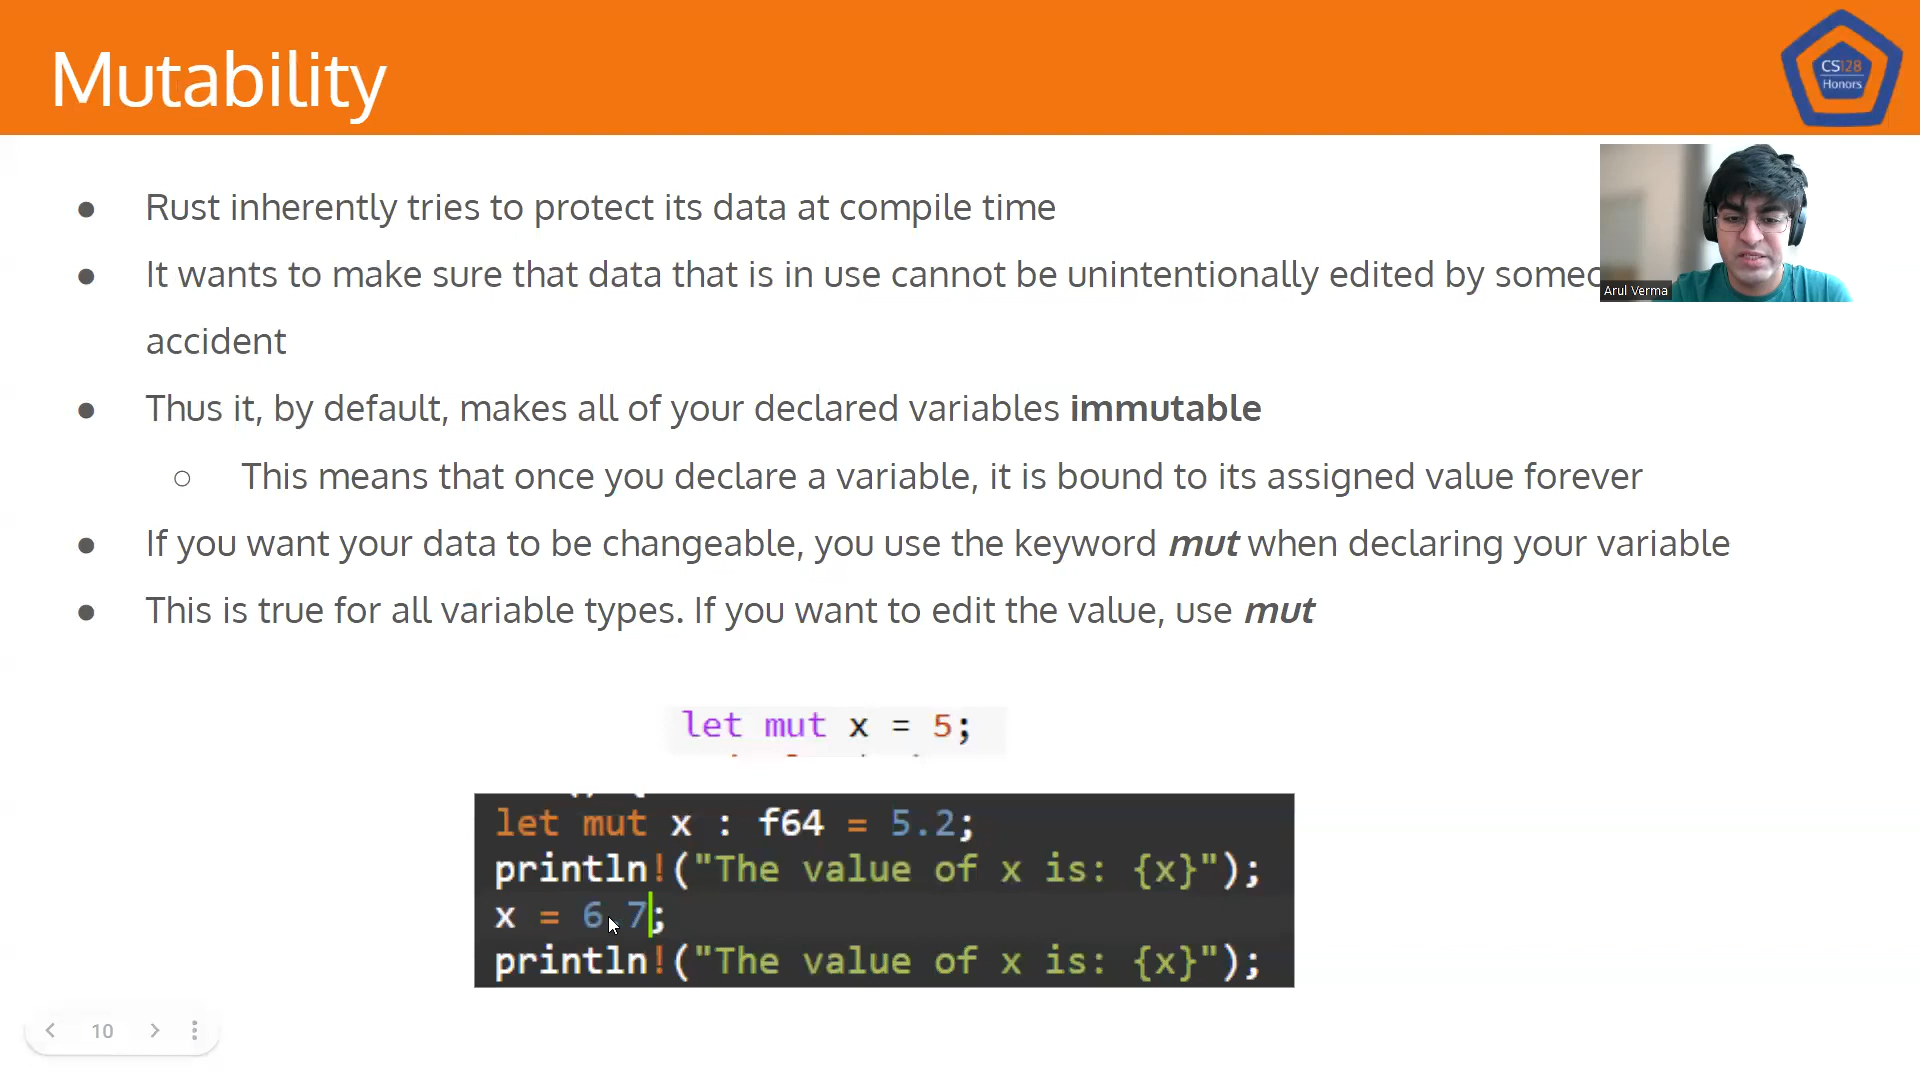 Mutability
CS128
Honors
Rust inherently tries to protect its data at compile time
It wants to make sure that data that is in use cannot be unintentionally edited by
accident
Arul Verma
Thus it, by default, makes all of your declared variables immutable
This means that once you declare a variable, it is bound to its assigned value forever
If you want your data to be changeable, you use the keyword mut when declaring your variable
This is true for all variable types. If you want to edit the value, use mut
let mut x = 5;
let mut x : f64 = 5.2;
println!("The value of x is: {x}");
x = 6.7;
println!("The value of x is: {x}");
10